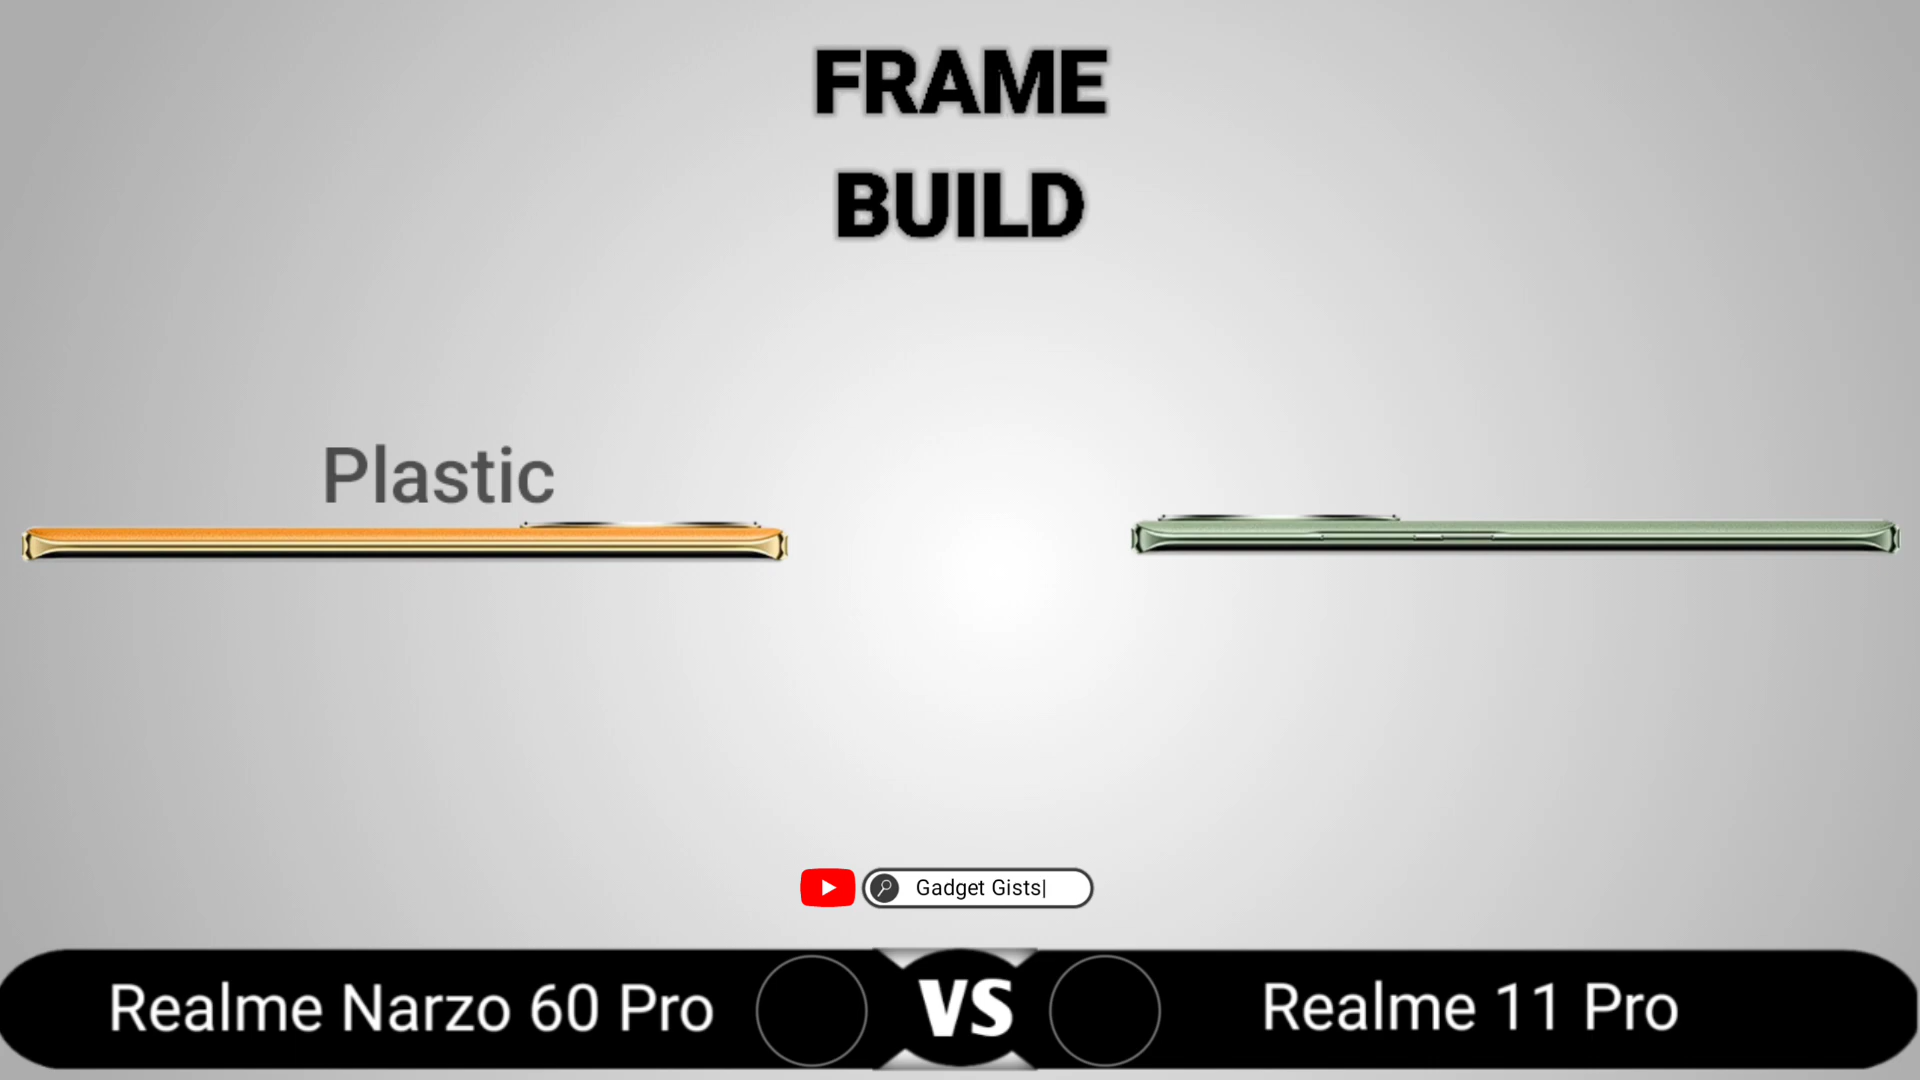 FRAME
BUILD
Plastic
Gadget Gists|
Realme Narzo 60 Pro VS Realme 11 Pro